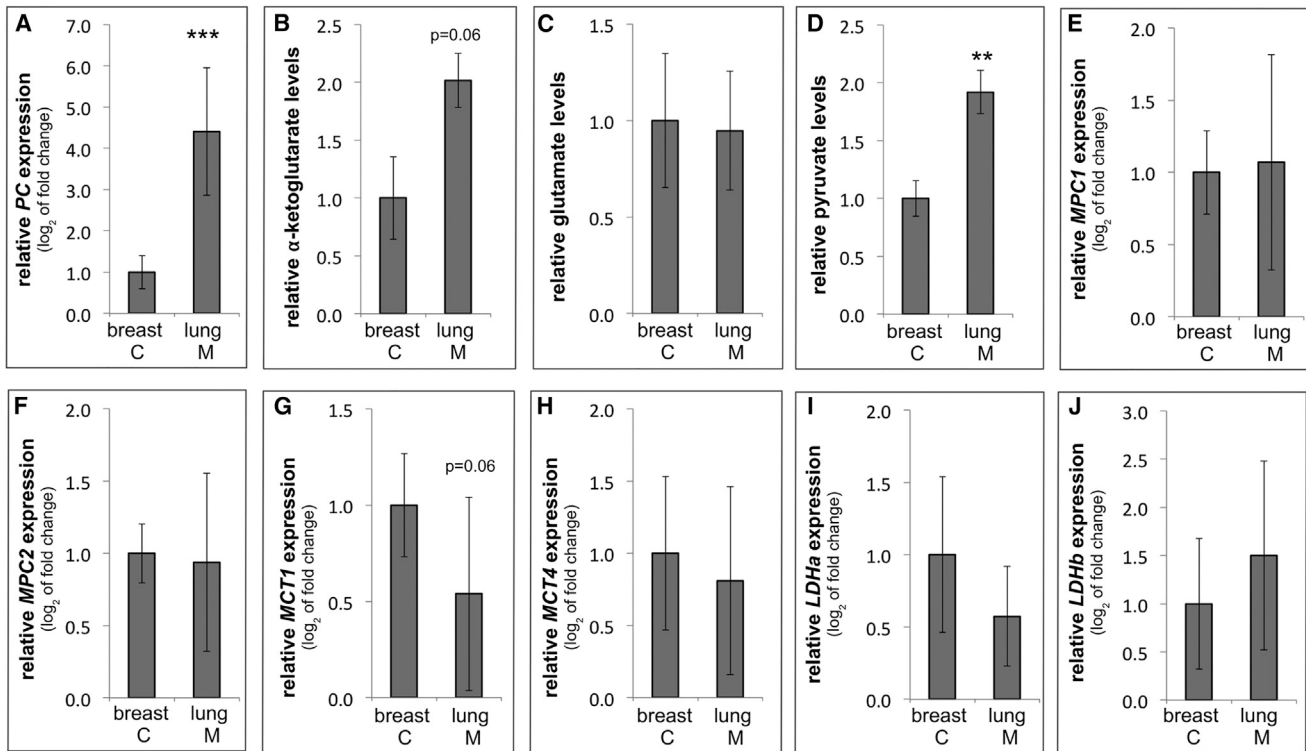 A
relative PC expression
(log2 of fold change)
6.0
5.0
4.0
3.0
2.0
1.0
0.0
***
breast lung
C M
B
relative α-ketoglutarate levels
2.5
2.0
1.5
1.0
0.5
0.0
p=0.06
breast lung
C M
C
relative glutamate levels
1.5
1.0
0.5
0.0
breast lung
C M
D
relative pyruvate levels
2.5
2.0
1.5
1.0
0.5
0.0
**
breast lung
C M
E
relative MPC1 expression
(log2 of fold change)
2.0
1.5
1.0
0.5
0.0
breast lung
C M
F
relative MPC2 expression
(log2 of fold change)
2.0
1.5
1.0
0.5
0.0
breast lung
C M
G
relative MCT1 expression
(log2 of fold change)
1.5
1.0
0.5
0.0
p=0.06
breast lung
C M
H
relative MCT4 expression
(log2 of fold change)
2.0
1.5
1.0
0.5
0.0
breast lung
C M
I
relative LDHa expression
(log2 of fold change)
2.0
1.5
1.0
0.5
0.0
breast lung
C M
J
relative LDHb expression
(log2 of fold change)
3.0
2.5
2.0
1.5
1.0
0.5
0.0
breast lung
C M